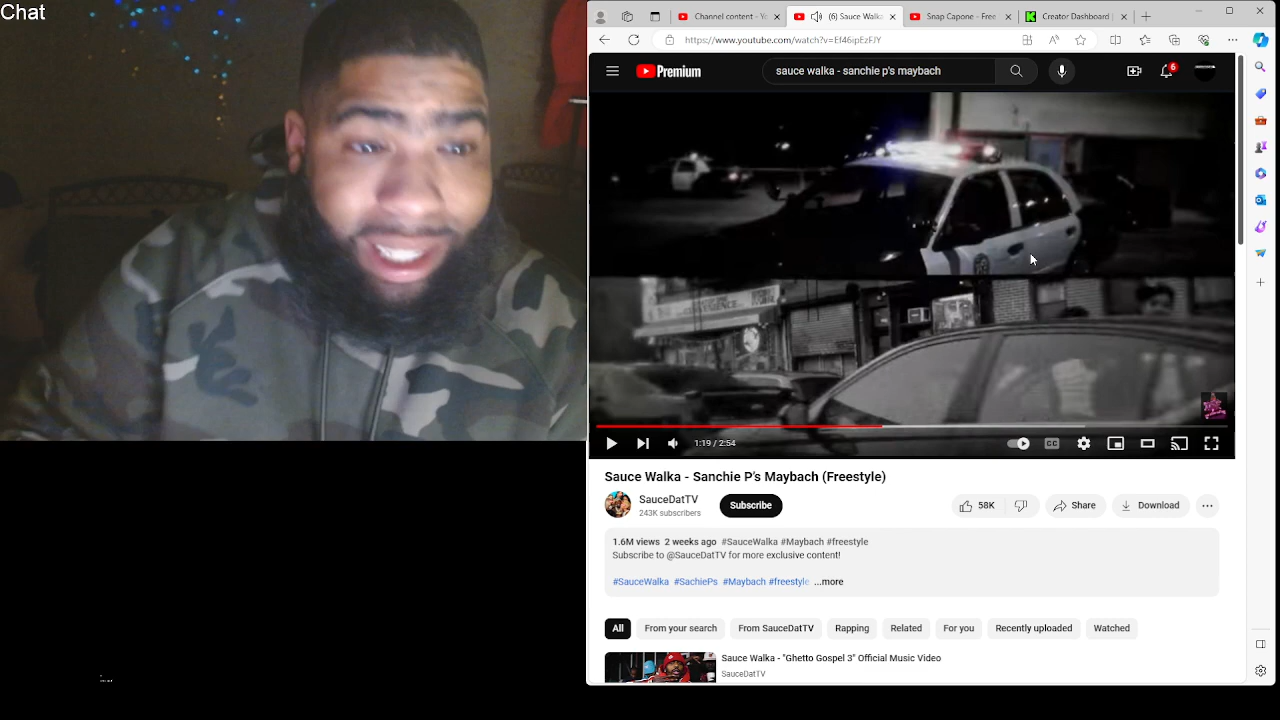 Chat
Channel content - Yo
(6) Sauce Walk
Snap Capone - Free
Creator Dashboard
https://www.youtube.com/watch?v=Ef46ipEzFJY
Premium
sauce walka - sanchie p's maybach
6
1:19 / 2:54
CC
Sauce Walka - Sanchie P's Maybach (Freestyle)
SauceDatTV
243K subscribers
Subscribe
58K
Share
Download
1.6M views 2 weeks ago #SauceWalka #Maybach #freestyle
Subscribe to @SauceDatTV for more exclusive content!
#SauceWalka #SachiePs #Maybach #freestyle ...more
All
From your search
From SauceDatTV
Rapping
Related
For you
Recently uploaded
Watched
Sauce Walka - "Ghetto Gospel 3" Official Music Video
SauceDatTV